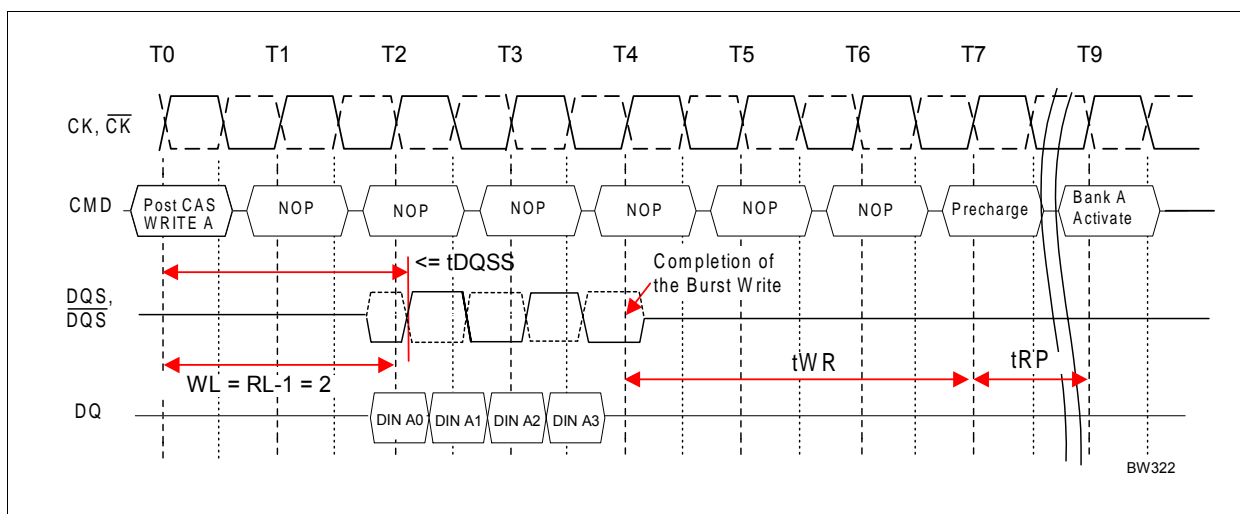 T0 T1 T2 T3 T4 T5 T6 T7 T9
CK, C̅K̅
CMD
Post CAS
WRITE A
NOP
NOP
NOP
NOP
NOP
NOP
Precharge
Bank A
Activate
<= tDQSS
Completion of
the Burst Write
DQS,
D̅Q̅S̅
WL = RL-1 = 2
tWR
tRP
DQ
DIN A0
DIN A1
DIN A2
DIN A3
BW322